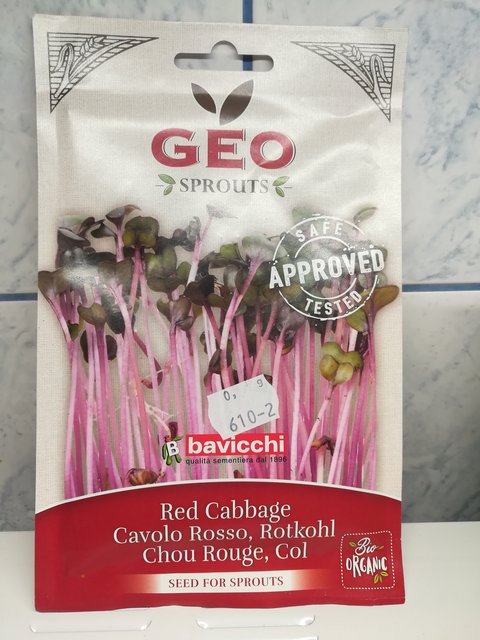 GEO
SPROUTS
SAFE
APPROVED
TESTED
610-2
B bavicchi
qualità sementiera dal 1896
Red Cabbage
Cavolo Rosso, Rotkohl
Chou Rouge, Col
SEED FOR SPROUTS
Bio
ORGANIC